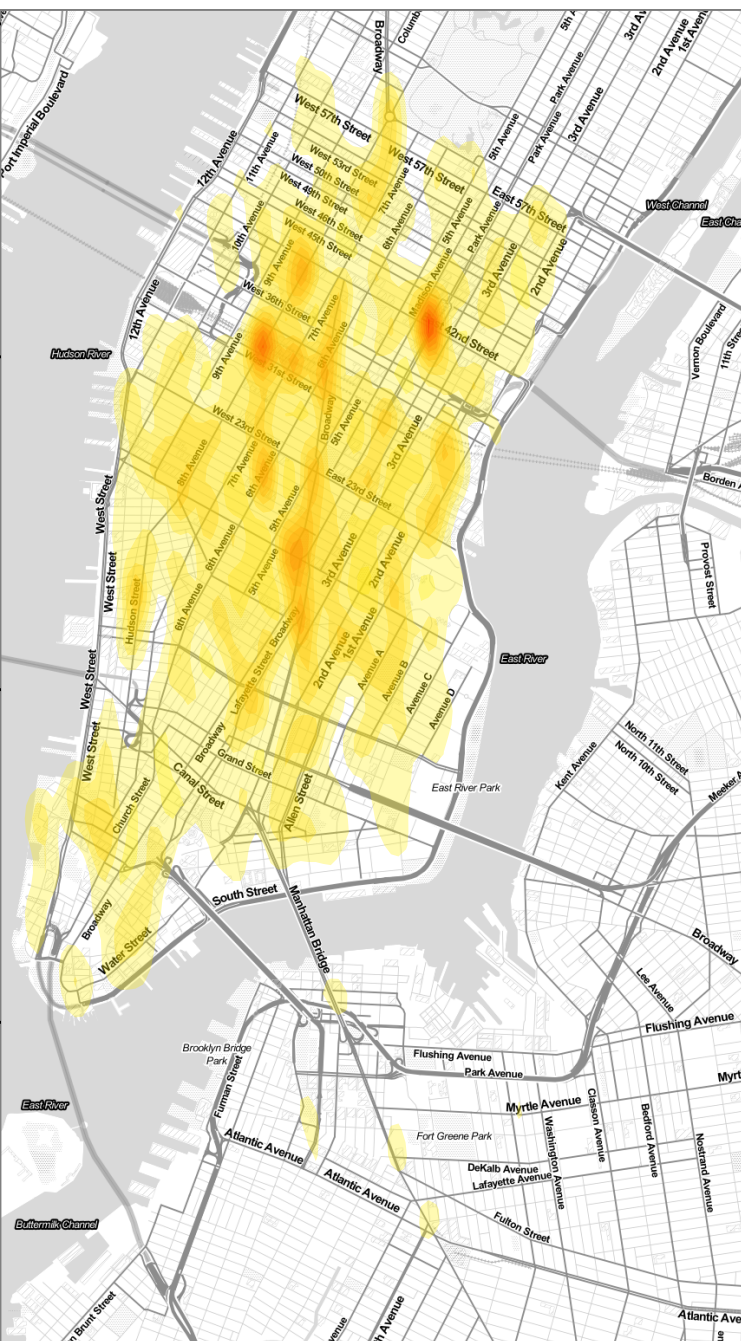 Port Imperial Boulevard
Broadway
5th
Park Avenue
3rd
2nd Avenue
1st
12th Avenue
11th Avenue
West 57th Street
West 53rd Street
West 50th Street
West 49th Street
West 46th Street
West 45th Street
10th Avenue
7th Avenue
6th Avenue
West 57th Street
5th Avenue
Park Avenue
3rd Avenue
5th Avenue
Park Avenue
East 57th Street
3rd Avenue
2nd Avenue
West Channel
East
9th Avenue
West 36th Street
7th Avenue
42nd Street
12th Avenue
Hudson River
9th Avenue
West 31st Street
Broadway
5th Avenue
3rd Avenue
Vernon Boulevard
11th
West 23rd Street
8th Avenue
7th Avenue
6th Avenue
East 23rd Street
5th Avenue
Borden
West Street
6th Avenue
5th Avenue
3rd Avenue
2nd Avenue
Provost Street
West Street
Hudson Street
6th Avenue
Broadway
2nd Avenue
1st Avenue
Avenue A
Avenue B
Avenue C
Avenue D
East River
West Street
Lafayette Street
West Street
Broadway
Grand Street
Canal Street
Church Street
Allen Street
East River Park
Kent Avenue
North 11th Street
North 10th Street
Meeker
South Street
Manhattan Bridge
Broadway
Water Street
Broadway
Lee Avenue
Flushing Avenue
Brooklyn Bridge
Park
Flushing Avenue
Park Avenue
Furman Street
East River
Myrtle Avenue
Fort Greene Park
Washington Avenue
Classon Avenue
Bedford Avenue
Nostrand Avenue
Atlantic Avenue
DeKalb Avenue
Lafayette Avenue
Atlantic Avenue
Fulton Street
Buttermilk Channel
Brunt Street
Avenue
Atlantic